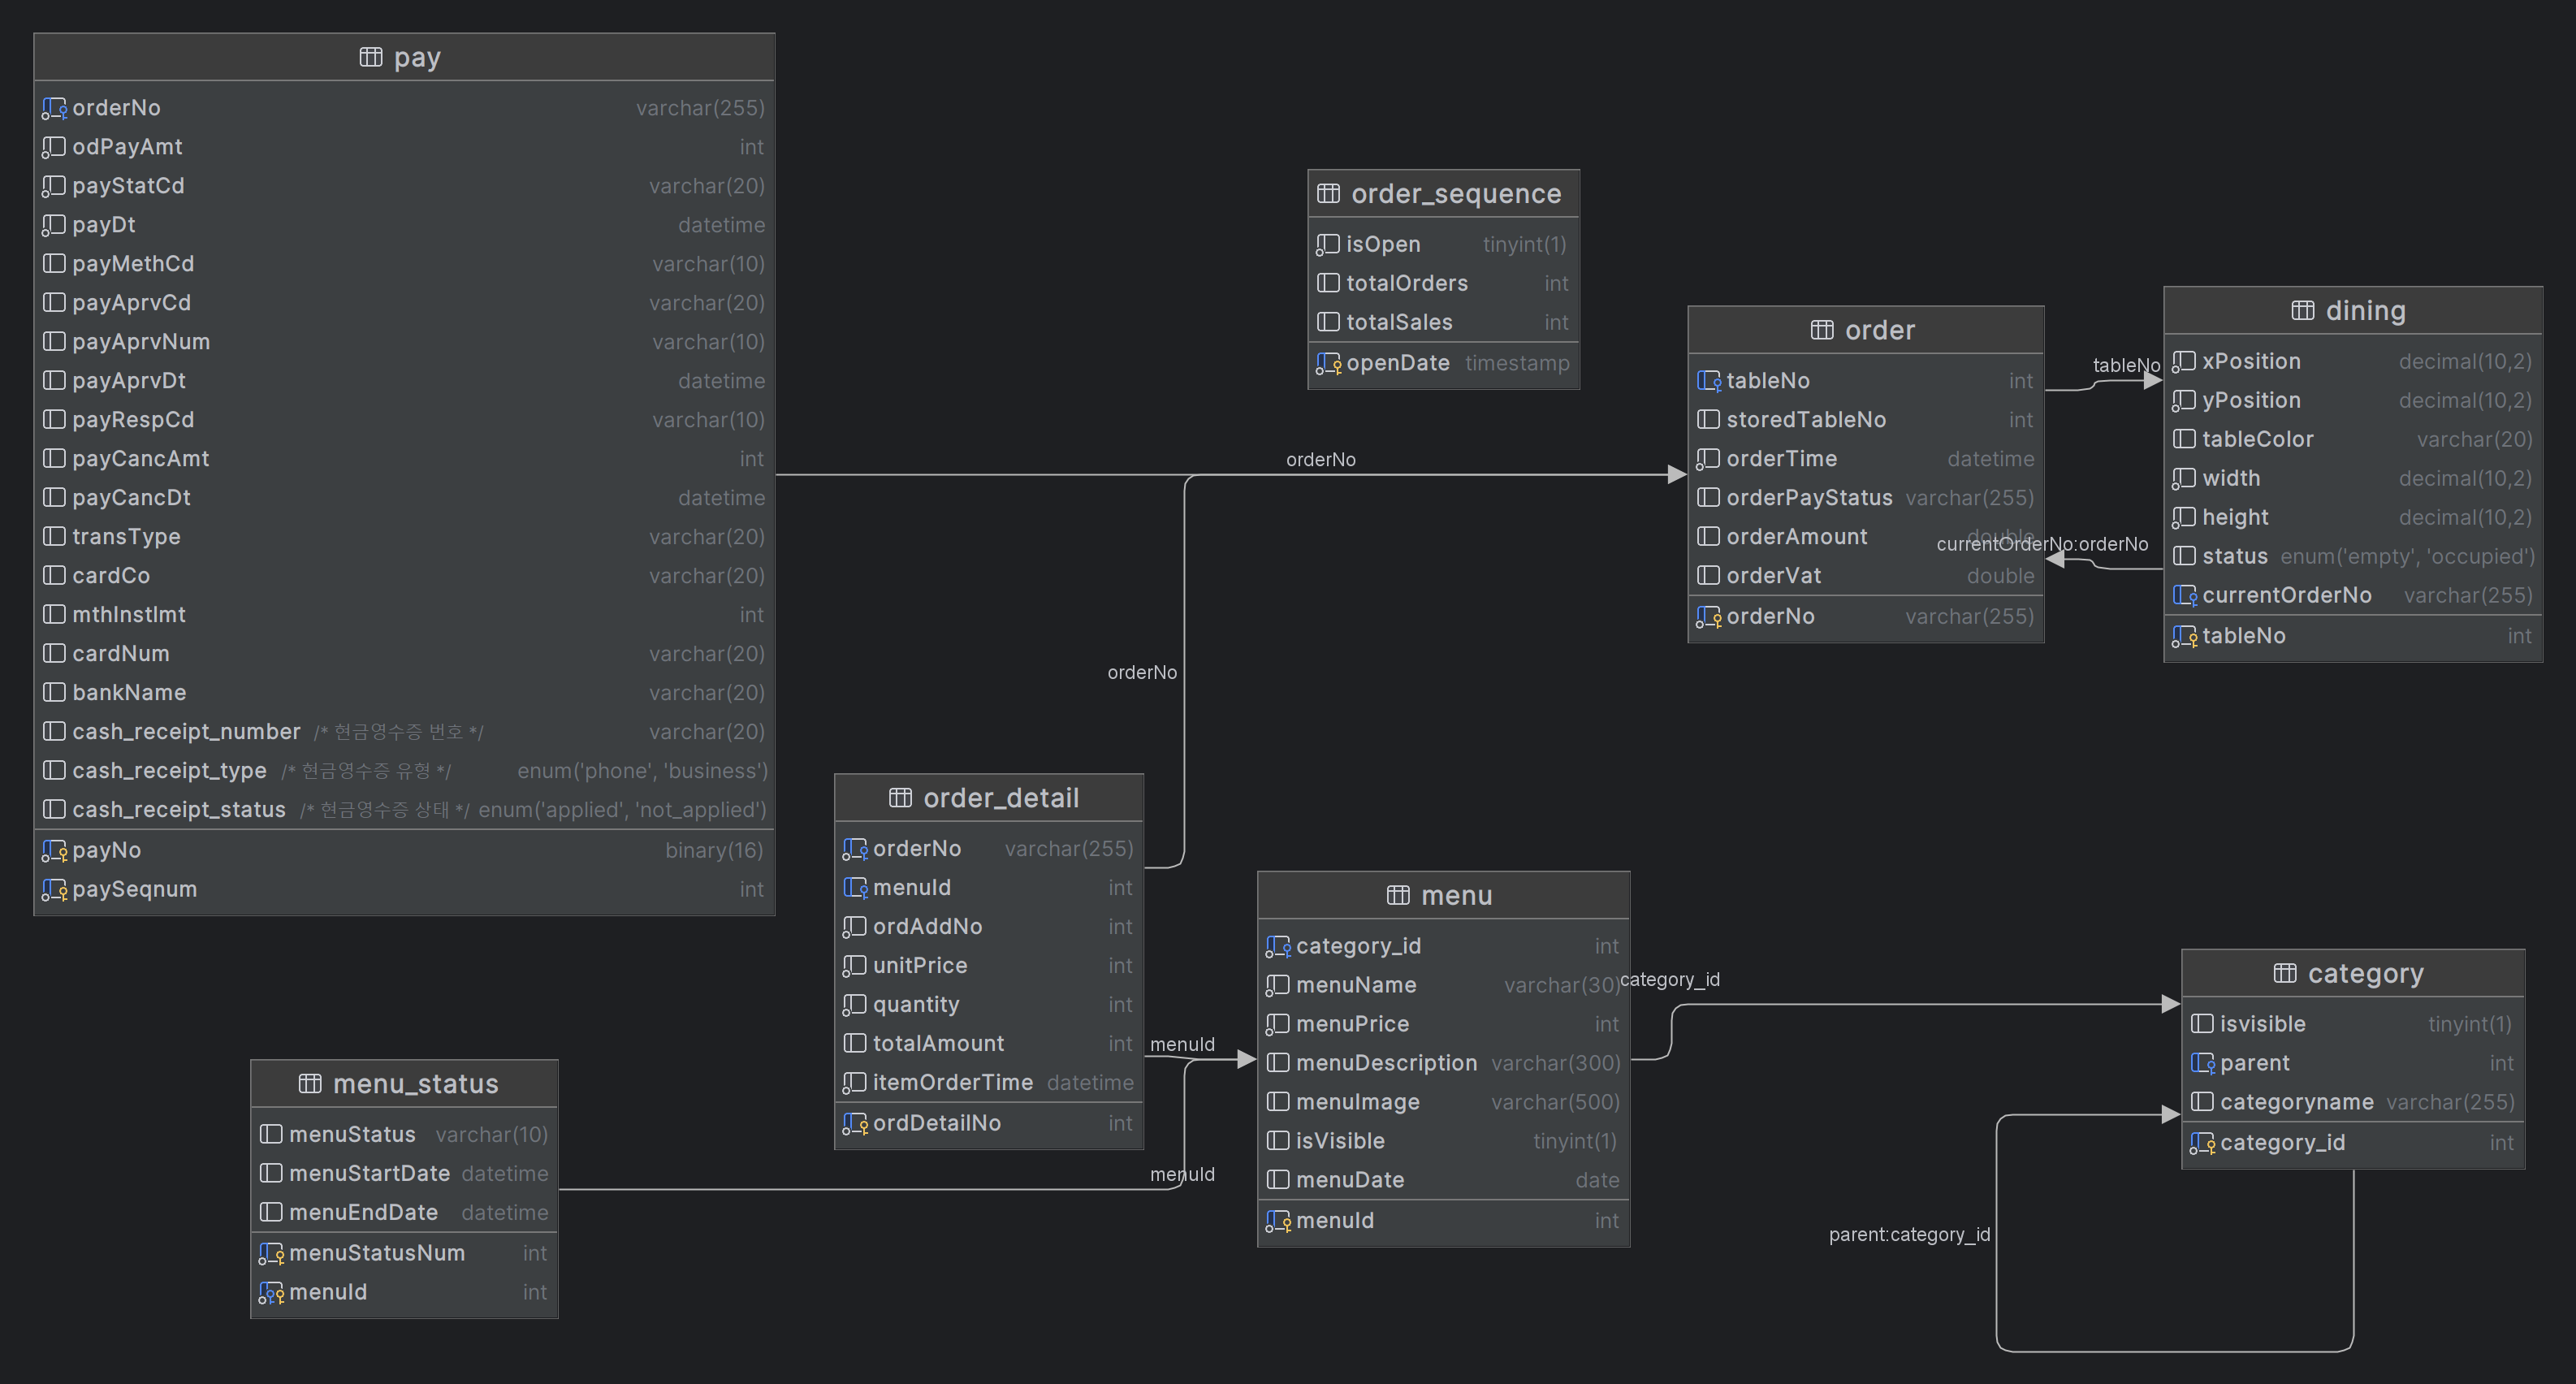 pay
orderNo varchar(255)
odPayAmt int
payStatCd varchar(20)
payDt datetime
payMethCd varchar(10)
payAprvCd varchar(20)
payAprvNum varchar(10)
payAprvDt datetime
payRespCd varchar(10)
payCancAmt int
payCancDt datetime
transType varchar(20)
cardCo varchar(20)
mthInstlmt int
cardNum varchar(20)
bankName varchar(20)
cash_receipt_number /* 현금영수증 번호 */ varchar(20)
cash_receipt_type /* 현금영수증 유형 */ enum('phone', 'business')
cash_receipt_status /* 현금영수증 상태 */ enum('applied', 'not_applied')
payNo binary(16)
paySeqnum int
order_sequence
isOpen tinyint(1)
totalOrders int
totalSales int
openDate timestamp
order
tableNo int
storedTableNo int
orderTime datetime
orderPayStatus varchar(255)
orderAmount double
orderVat double
orderNo varchar(255)
dining
xPosition decimal(10,2)
yPosition decimal(10,2)
tableColor varchar(20)
width decimal(10,2)
height decimal(10,2)
status enum('empty', 'occupied')
currentOrderNo varchar(255)
tableNo int
tableNo
currentOrderNo:orderNo
orderNo
orderNo
order_detail
orderNo varchar(255)
menuId int
ordAddNo int
unitPrice int
quantity int
totalAmount int
itemOrderTime datetime
ordDetailNo int
menuId
menuId
menu_status
menuStatus varchar(10)
menuStartDate datetime
menuEndDate datetime
menuStatusNum int
menuId int
menu
category_id int
menuName varchar(30)
menuPrice int
menuDescription varchar(300)
menuImage varchar(500)
isVisible tinyint(1)
menuDate date
menuId int
category_id
category
isvisible tinyint(1)
parent int
categoryname varchar(255)
category_id int
parent:category_id